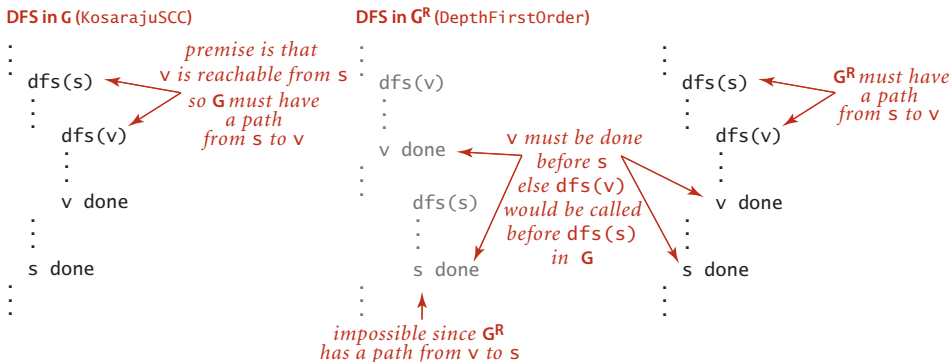 DFS in G (KosarajuSCC)
premise is that
v is reachable from s
so G must have
a path
from s to v
dfs(s)
dfs(v)
v done
s done
DFS in G^R (DepthFirstOrder)
dfs(v)
v done
dfs(s)
s done
impossible since G^R
has a path from v to s
v must be done
before s
else dfs(v)
would be called
before dfs(s)
in G
dfs(s)
dfs(v)
v done
s done
G^R must have
a path
from s to v